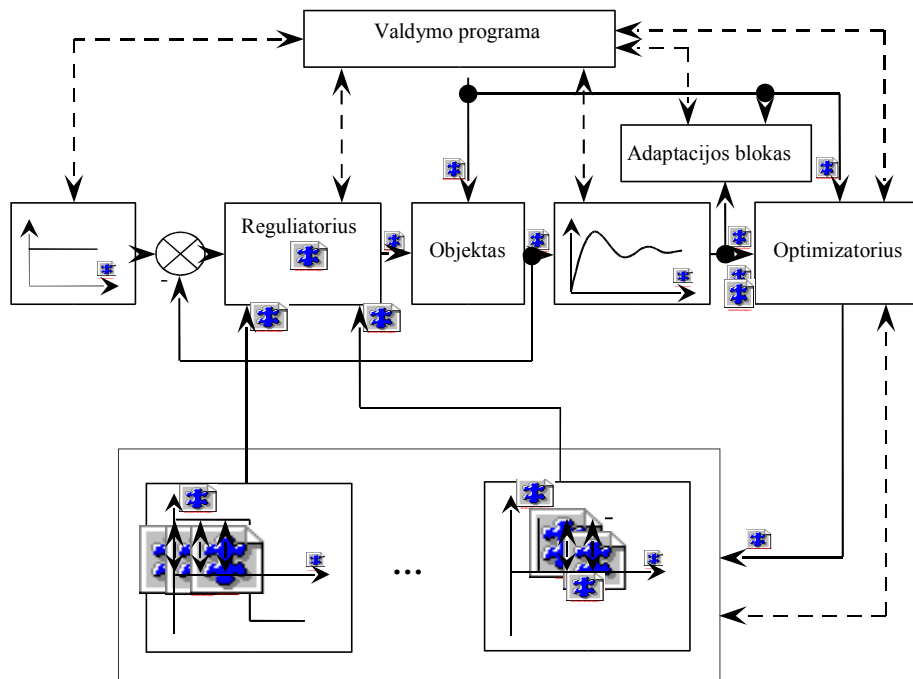 Valdymo programa
Adaptacijos blokas
Reguliatorius
Objektas
Optimizatorius
-
...
-